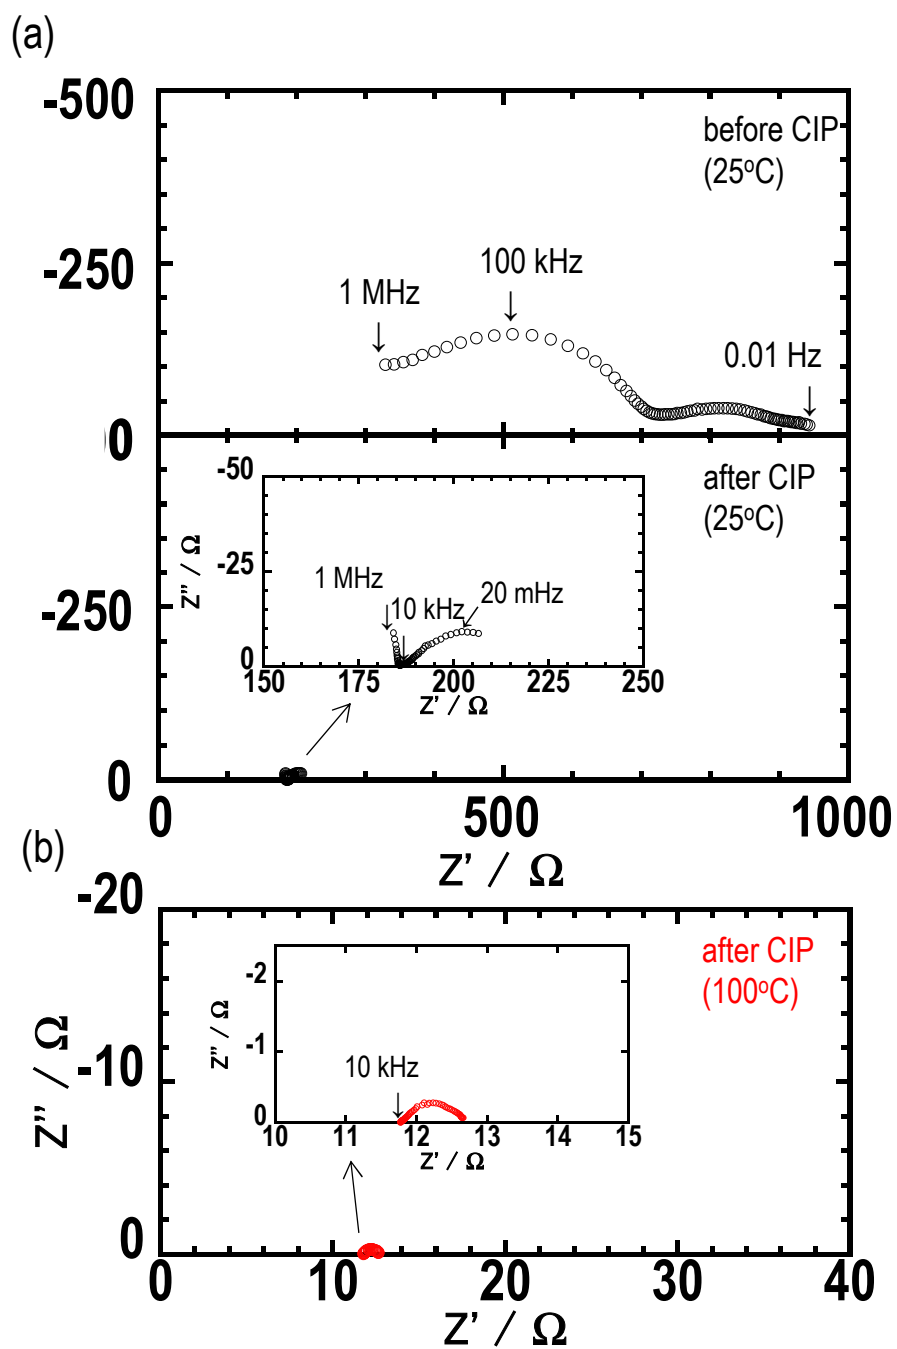 (a)
-500
before CIP
(25°C)
-250
100 kHz
1 MHz
0.01 Hz
0
after CIP
(25°C)
-50
-25
0
Z'' / Ω
1 MHz
10 kHz
20 mHz
150 175 200 225 250
Z' / Ω
-250
0
0 500 1000
Z' / Ω
(b)
-20
after CIP
(100°C)
-2
-1
0
Z'' / Ω
10 kHz
10 11 12 13 14 15
Z' / Ω
-10
Z'' / Ω
0
0 10 20 30 40
Z' / Ω